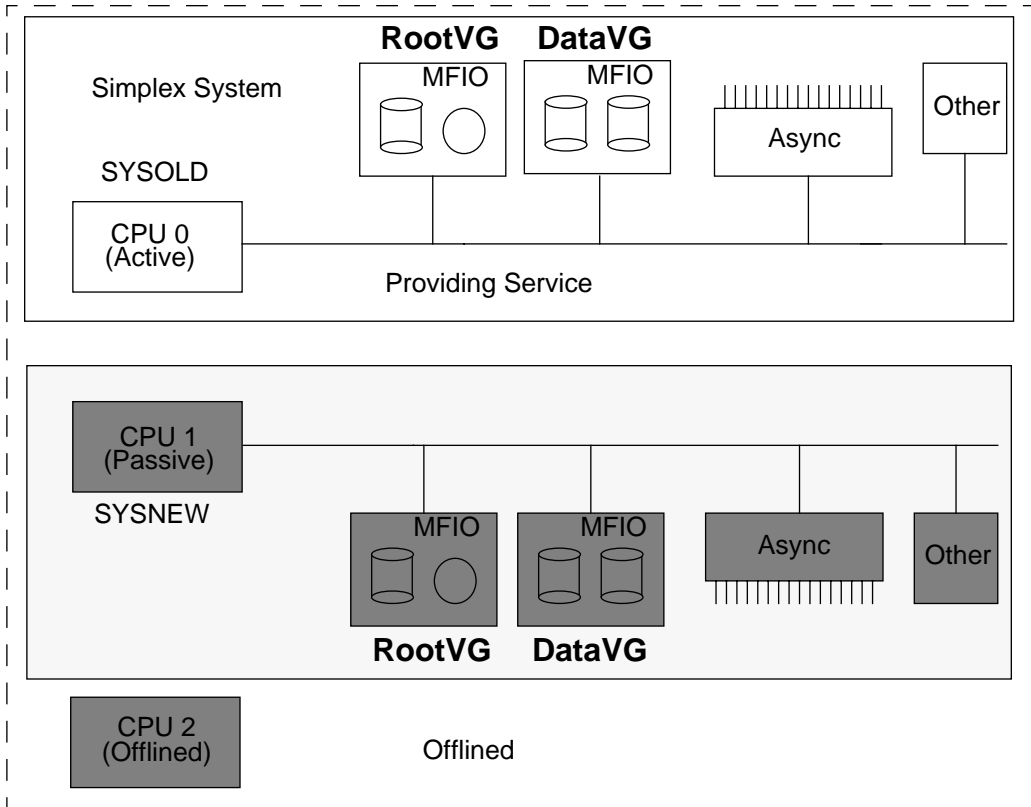 RootVG
DataVG
MFIO
MFIO
Simplex System
Other
Async
SYSOLD
CPU 0
(Active)
Providing Service
CPU 1
(Passive)
SYSNEW
MFIO
MFIO
Async
Other
RootVG
DataVG
CPU 2
(Offlined)
Offlined